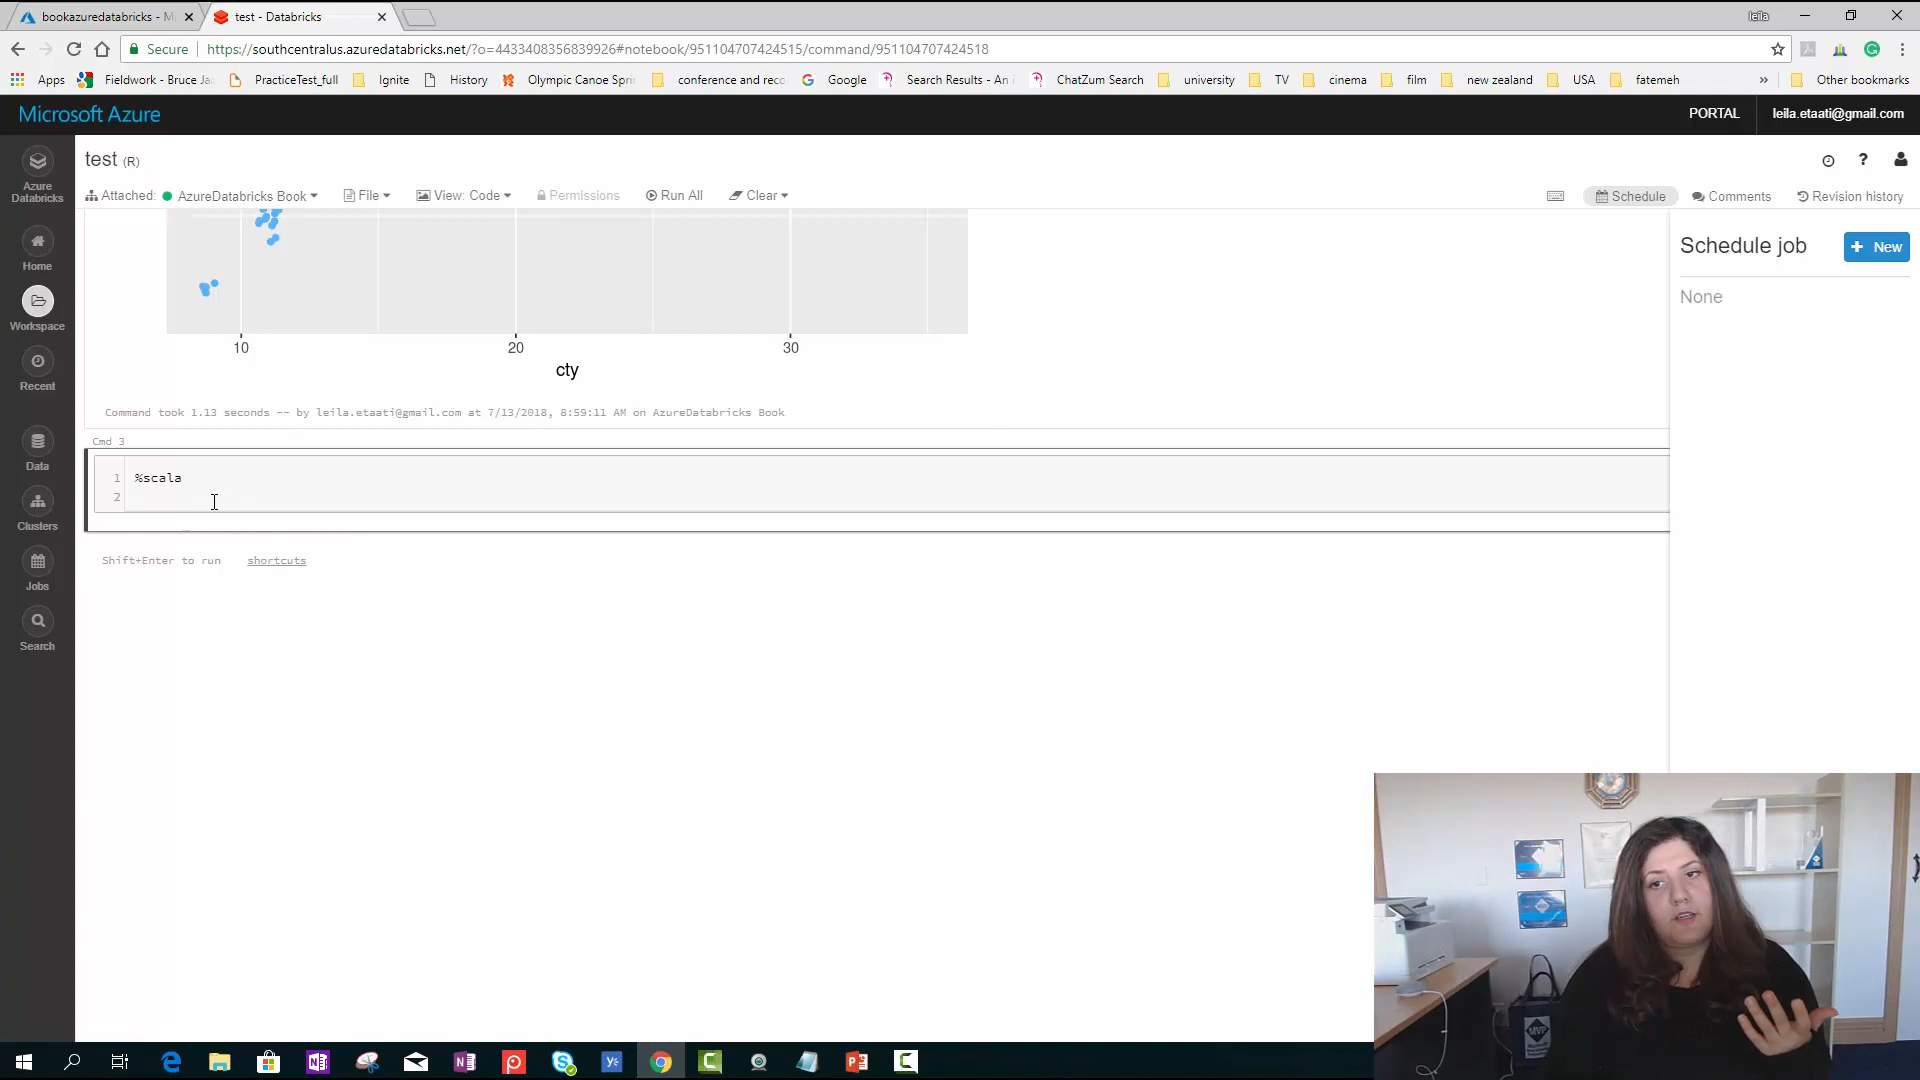 bookazuredatabricks - Mi
test - Databricks
leila
Secure
https://southcentralus.azuredatabricks.net/?o=4433408356839926#notebook/951104707424515/command/951104707424518
Apps
Fieldwork - Bruce Ja
PracticeTest_full
Ignite
History
Olympic Canoe Spri
conference and reco
Google
Search Results - An
ChatZum Search
university
TV
cinema
film
new zealand
USA
fatemeh
»
Other bookmarks
Microsoft Azure
PORTAL
leila.etaati@gmail.com
Azure Databricks
Home
Workspace
Recent
Data
Clusters
Jobs
Search
test (R)
?
Attached:
AzureDatabricks Book
File
View: Code
Permissions
Run All
Clear
Schedule
Comments
Revision history
10
20
30
cty
Command took 1.13 seconds -- by leila.etaati@gmail.com at 7/13/2018, 8:59:11 AM on AzureDatabricks Book
Cmd 3
1 %scala
2
Shift+Enter to run shortcuts
Schedule job
+ New
None
MVP